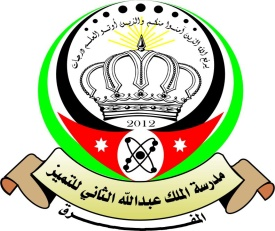 يرفع الله الذين آمنوا منكم والذين أوتوا العلم درجات
2012
مدرسة الملك عبدالله الثاني للتميز
المفرق